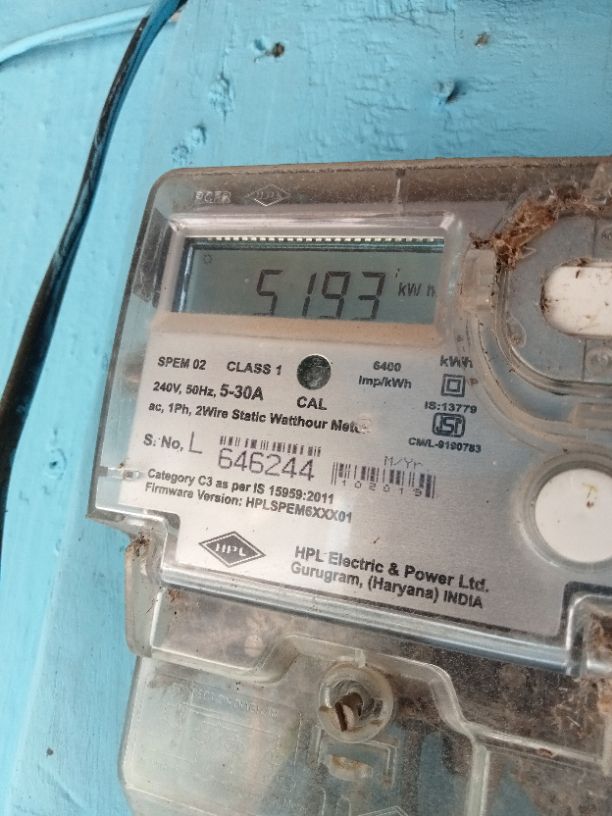 5193 kWh
SPEM 02 CLASS 1 6400 kWh
240V, 50Hz, 5-30A CAL Imp/kWh
IS:13779
ac, 1Ph, 2Wire Static Watthour Meter
CM/L-9190783
S. No, L 646244 M/Yr
102019
Category C3 as per IS 15959:2011
Firmware Version: HPLSPEM6XXX01
HPL
HPL Electric & Power Ltd.
Gurugram, (Haryana) INDIA